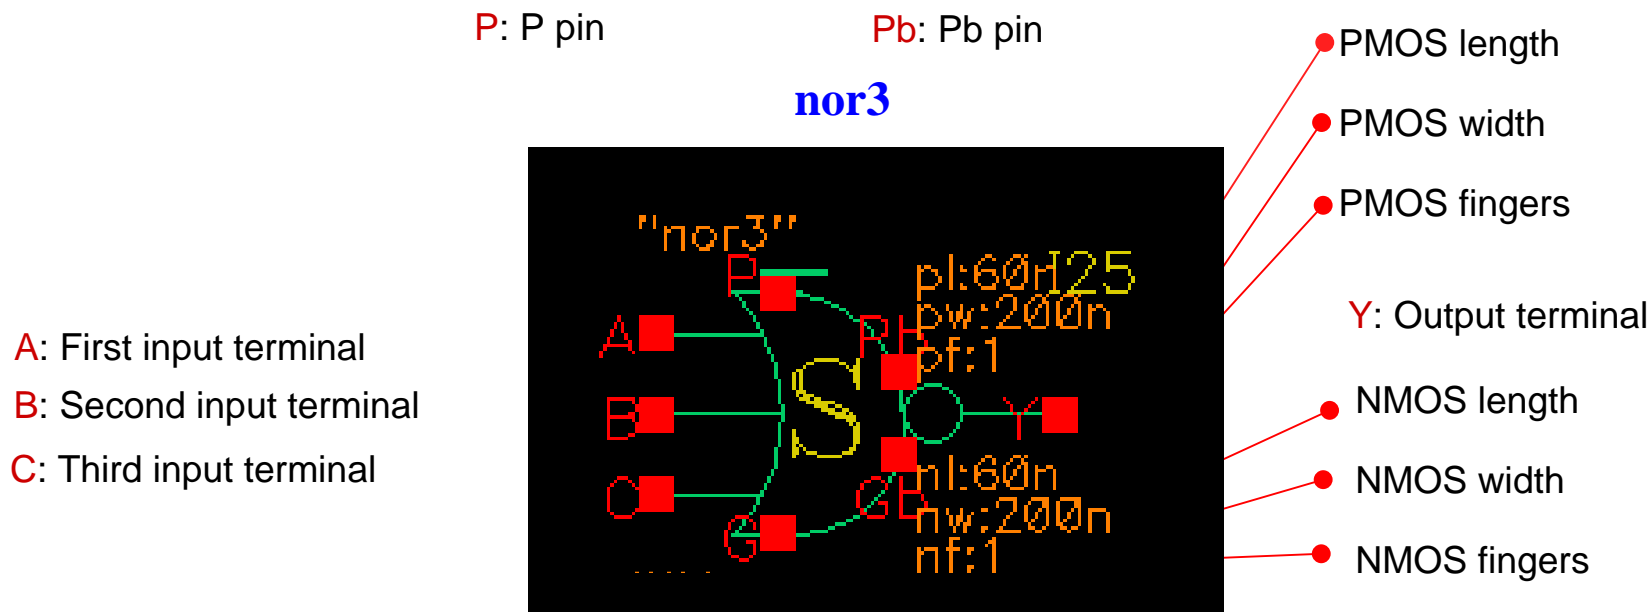 P: P pin
Pb: Pb pin
nor3
PMOS length
PMOS width
PMOS fingers
Y: Output terminal
NMOS length
NMOS width
NMOS fingers
A: First input terminal
B: Second input terminal
C: Third input terminal
"nor3"
P
pl:60n
I25
pw:200n
pf:1
A
Pb
S
B
Y
C
Gb
nl:60n
nw:200n
nf:1
G